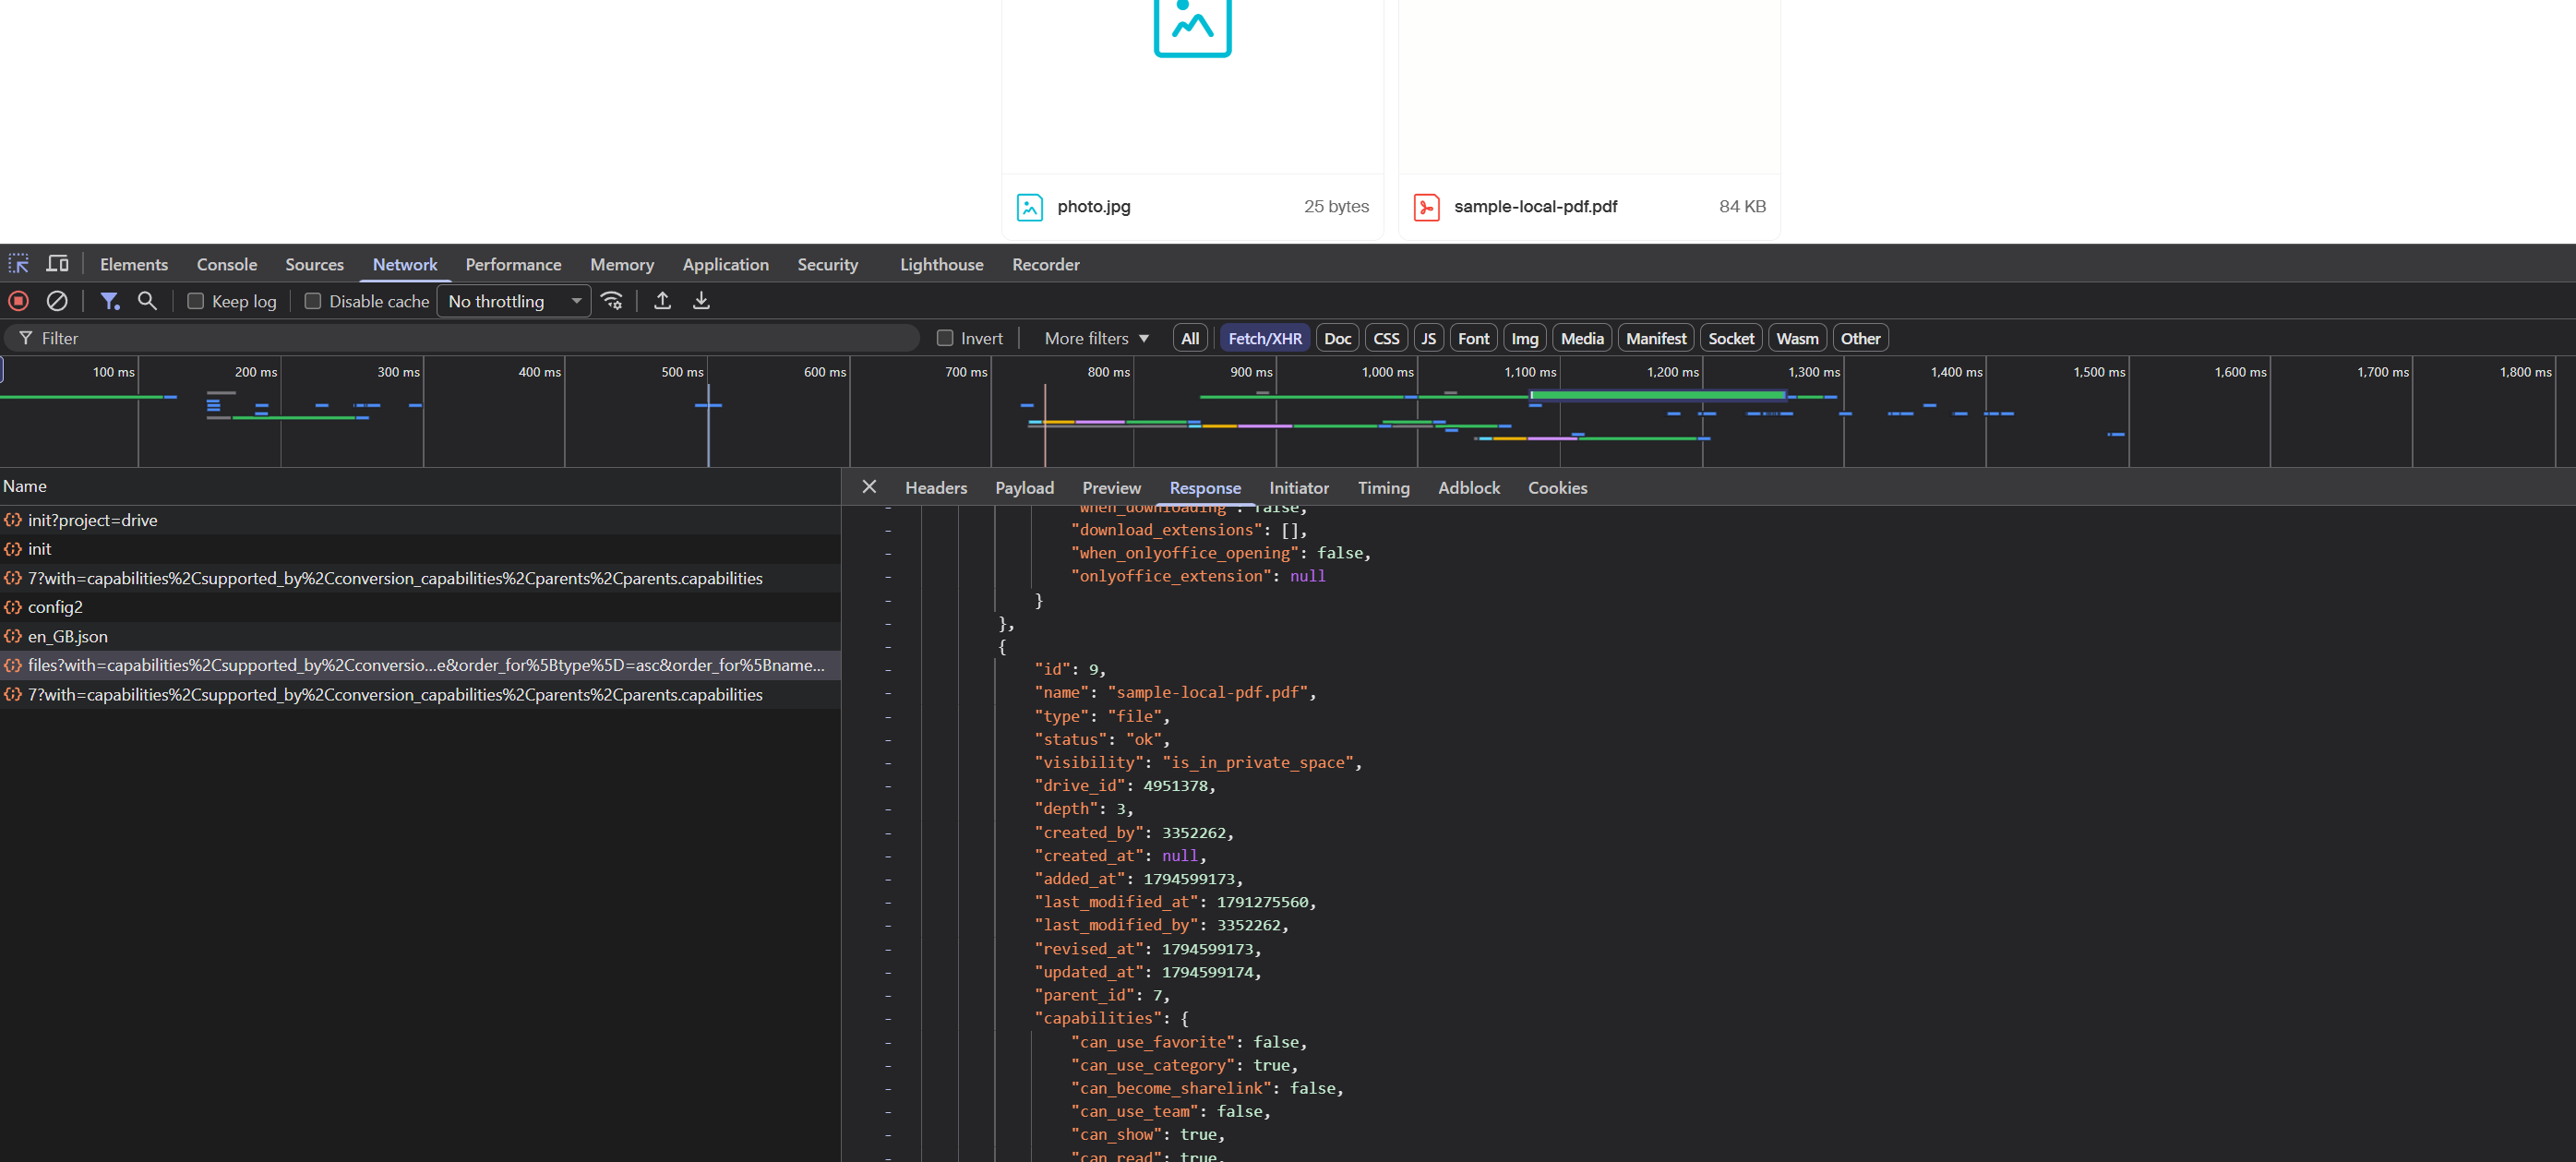 photo.jpg 25 bytes
sample-local-pdf.pdf 84 KB
Elements Console Sources Network Performance Memory Application Security Lighthouse Recorder
Keep log Disable cache No throttling
Filter Invert More filters All Fetch/XHR Doc CSS JS Font Img Media Manifest Socket Wasm Other
100 ms 200 ms 300 ms 400 ms 500 ms 600 ms 700 ms 800 ms 900 ms 1,000 ms 1,100 ms 1,200 ms 1,300 ms 1,400 ms 1,500 ms 1,600 ms 1,700 ms 1,800 ms
Name
init?project=drive
init
7?with=capabilities%2Csupported_by%2Cconversion_capabilities%2Cparents%2Cparents.capabilities
config2
en_GB.json
files?with=capabilities%2Csupported_by%2Cconversio...e&order_for%5Btype%5D=asc&order_for%5Bname...
7?with=capabilities%2Csupported_by%2Cconversion_capabilities%2Cparents%2Cparents.capabilities
Headers Payload Preview Response Initiator Timing Adblock Cookies
"when_downloading": false,
- "download_extensions": [],
- "when_onlyoffice_opening": false,
- "onlyoffice_extension": null
- }
- },
- {
- "id": 9,
- "name": "sample-local-pdf.pdf",
- "type": "file",
- "status": "ok",
- "visibility": "is_in_private_space",
- "drive_id": 4951378,
- "depth": 3,
- "created_by": 3352262,
- "created_at": null,
- "added_at": 1794599173,
- "last_modified_at": 1791275560,
- "last_modified_by": 3352262,
- "revised_at": 1794599173,
- "updated_at": 1794599174,
- "parent_id": 7,
- "capabilities": {
- "can_use_favorite": false,
- "can_use_category": true,
- "can_become_sharelink": false,
- "can_use_team": false,
- "can_show": true,
- "can_read": true,